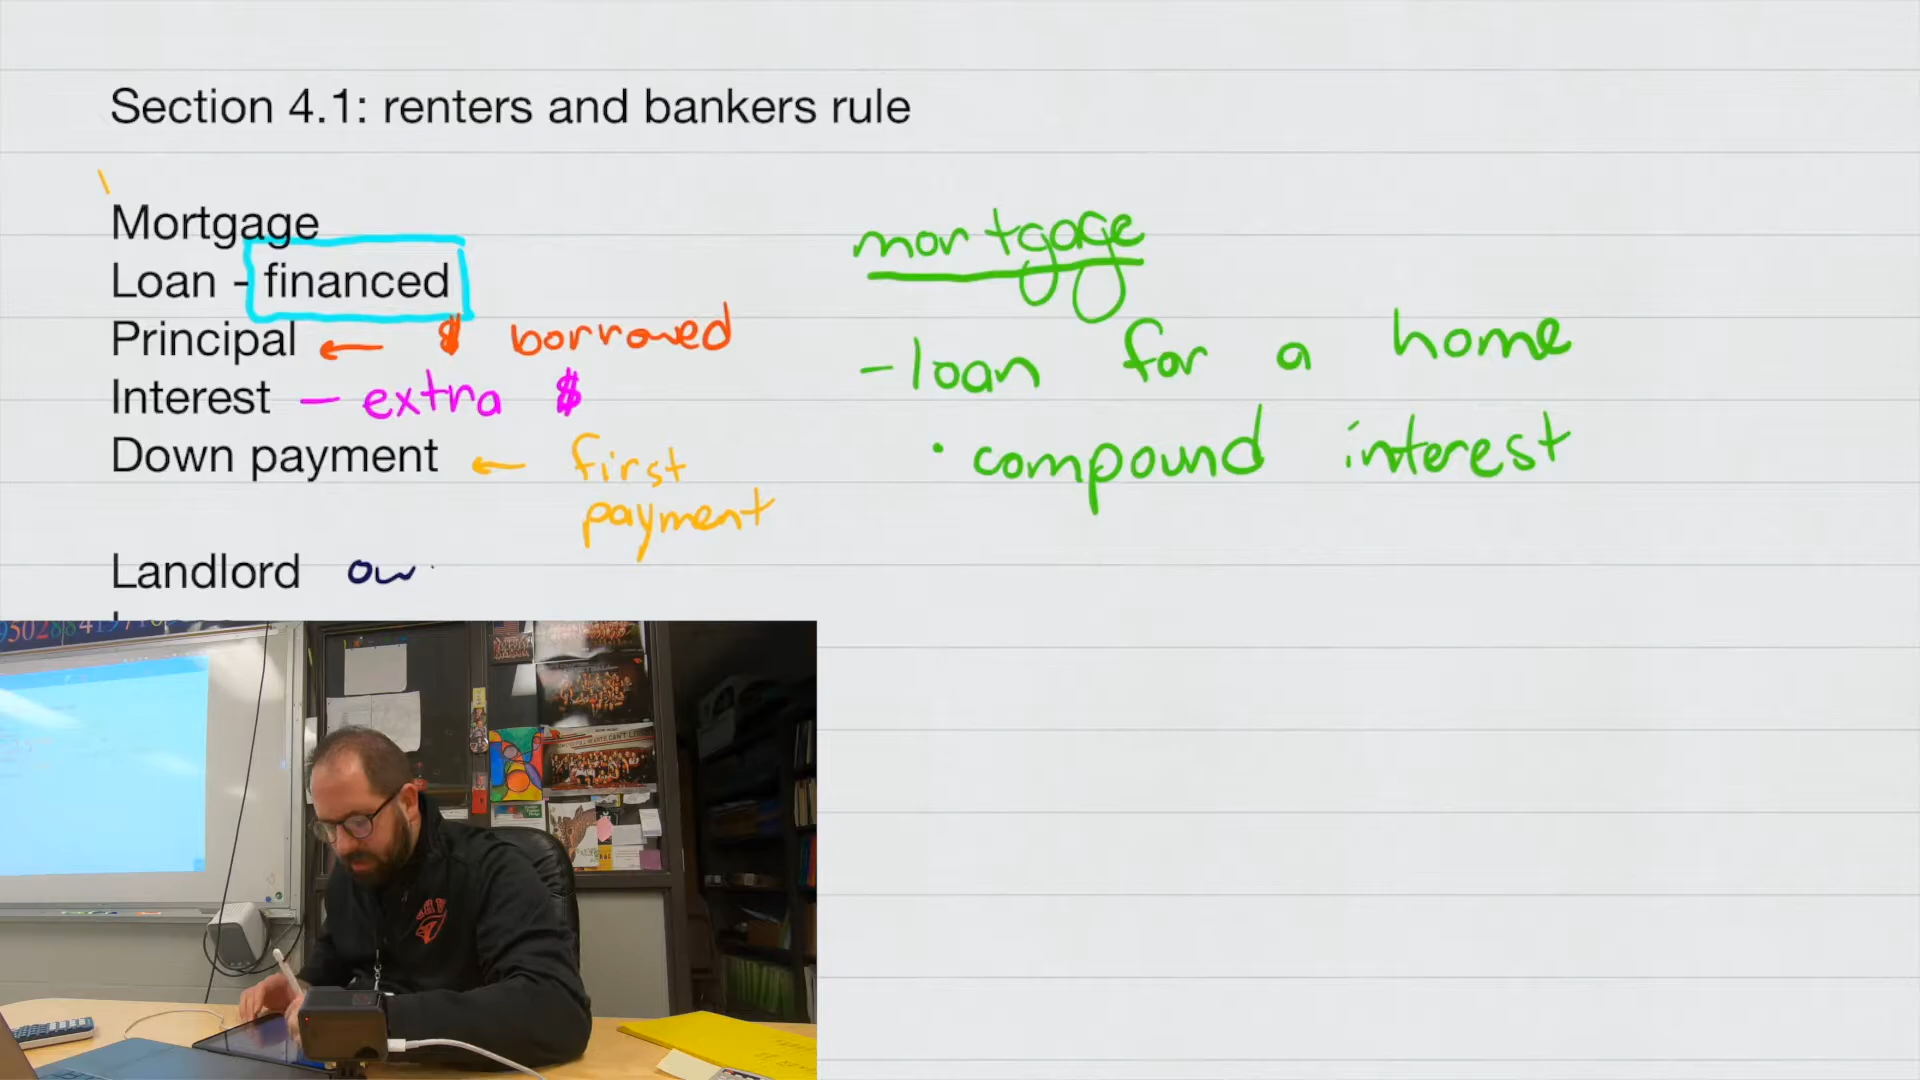 Section 4.1: renters and bankers rule
Mortgage
Loan - financed
Principal ← $ borrowed
Interest — extra $
Down payment ← first
payment
Landlord ow
mortgage
- loan for a home
• compound interest